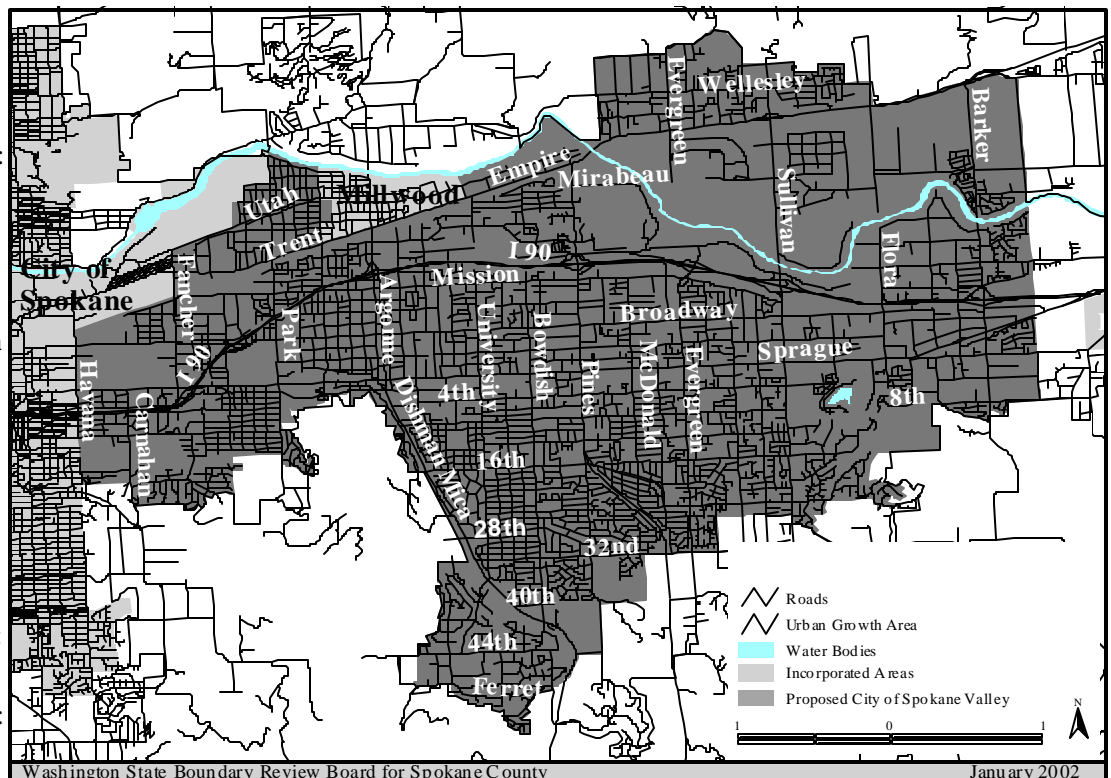 Evergreen
Wellesley
Barker
Empire
Mirabeau
Millwood
Utah
Sullivan
Trent
I 90
Flora
City of
Spokane
Fancher
Mission
Park
Argonne
University
Bowdish
Broadway
I 90
Havana
Carnahan
Dishman Mica
4th
Pines
McDonald
Evergreen
Sprague
8th
16th
28th
32nd
40th
44th
Ferret
Roads
Urban Growth Area
Water Bodies
Incorporated Areas
Proposed City of Spokane Valley
N
1 0 1
Washington State Boundary Review Board for Spokane County
January 2002